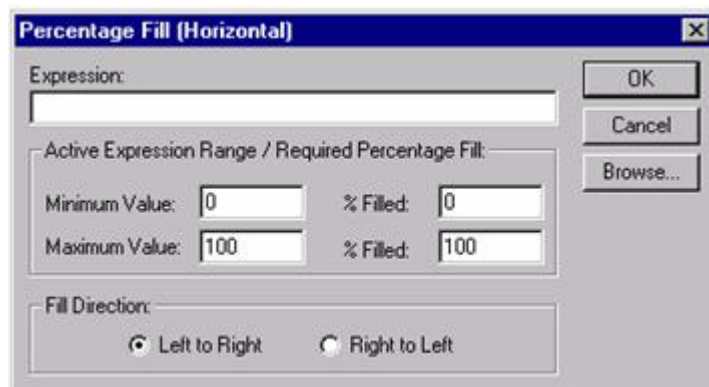 Percentage Fill (Horizontal)
Expression:
OK
Cancel
Browse...
Active Expression Range / Required Percentage Fill:
Minimum Value: 0 % Filled: 0
Maximum Value: 100 % Filled: 100
Fill Direction:
Left to Right Right to Left